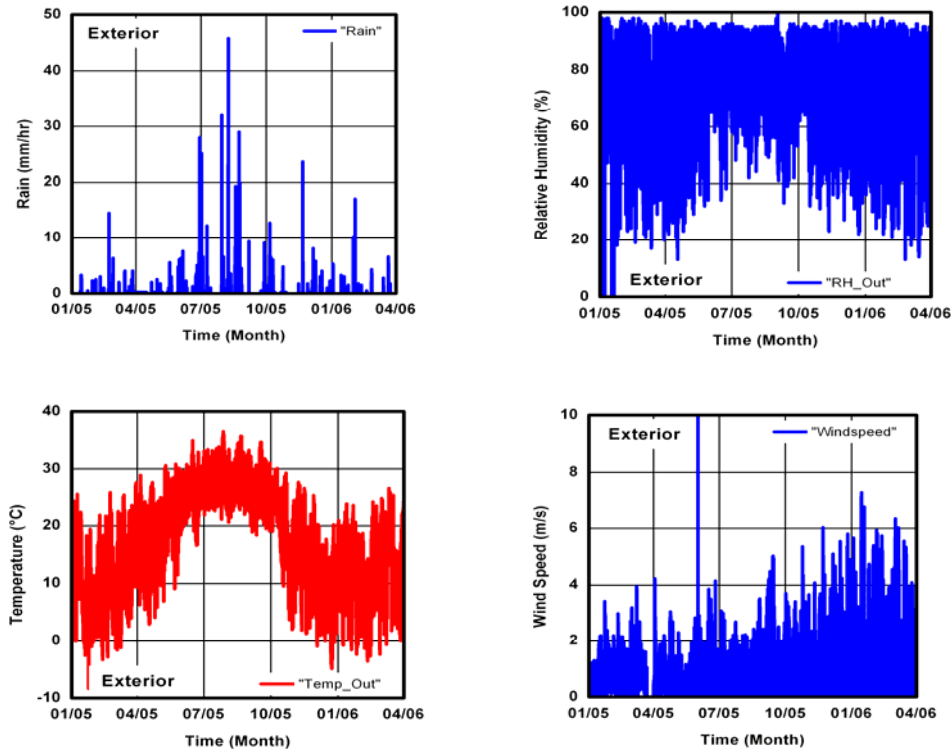 50
40
30
20
10
0
Rain (mm/hr)
Exterior
"Rain"
01/05 04/05 07/05 10/05 01/06 04/06
Time (Month)
100
80
60
40
20
0
Relative Humidity (%)
Exterior
"RH_Out"
01/05 04/05 07/05 10/05 01/06 04/06
Time (Month)
40
30
20
10
0
-10
Temperature (°C)
Exterior
"Temp_Out"
01/05 04/05 07/05 10/05 01/06 04/06
Time (Month)
10
8
6
4
2
0
Wind Speed (m/s)
Exterior
"Windspeed"
01/05 04/05 07/05 10/05 01/06 04/06
Time (Month)